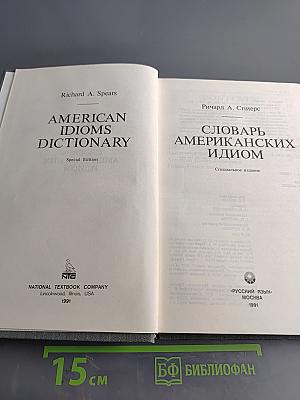 Richard A. Spears
AMERICAN
IDIOMS
DICTIONARY
Special Edition
NTC
NATIONAL TEXTBOOK COMPANY
Lincolnwood, Illinois, USA
1991
Ричард А. Спиерс
СЛОВАРЬ
АМЕРИКАНСКИХ
ИДИОМ
Специальное издание
«РУССКИЙ ЯЗЫК»
МОСКВА
1991
15 СМ
БФ БИБЛИОФАН